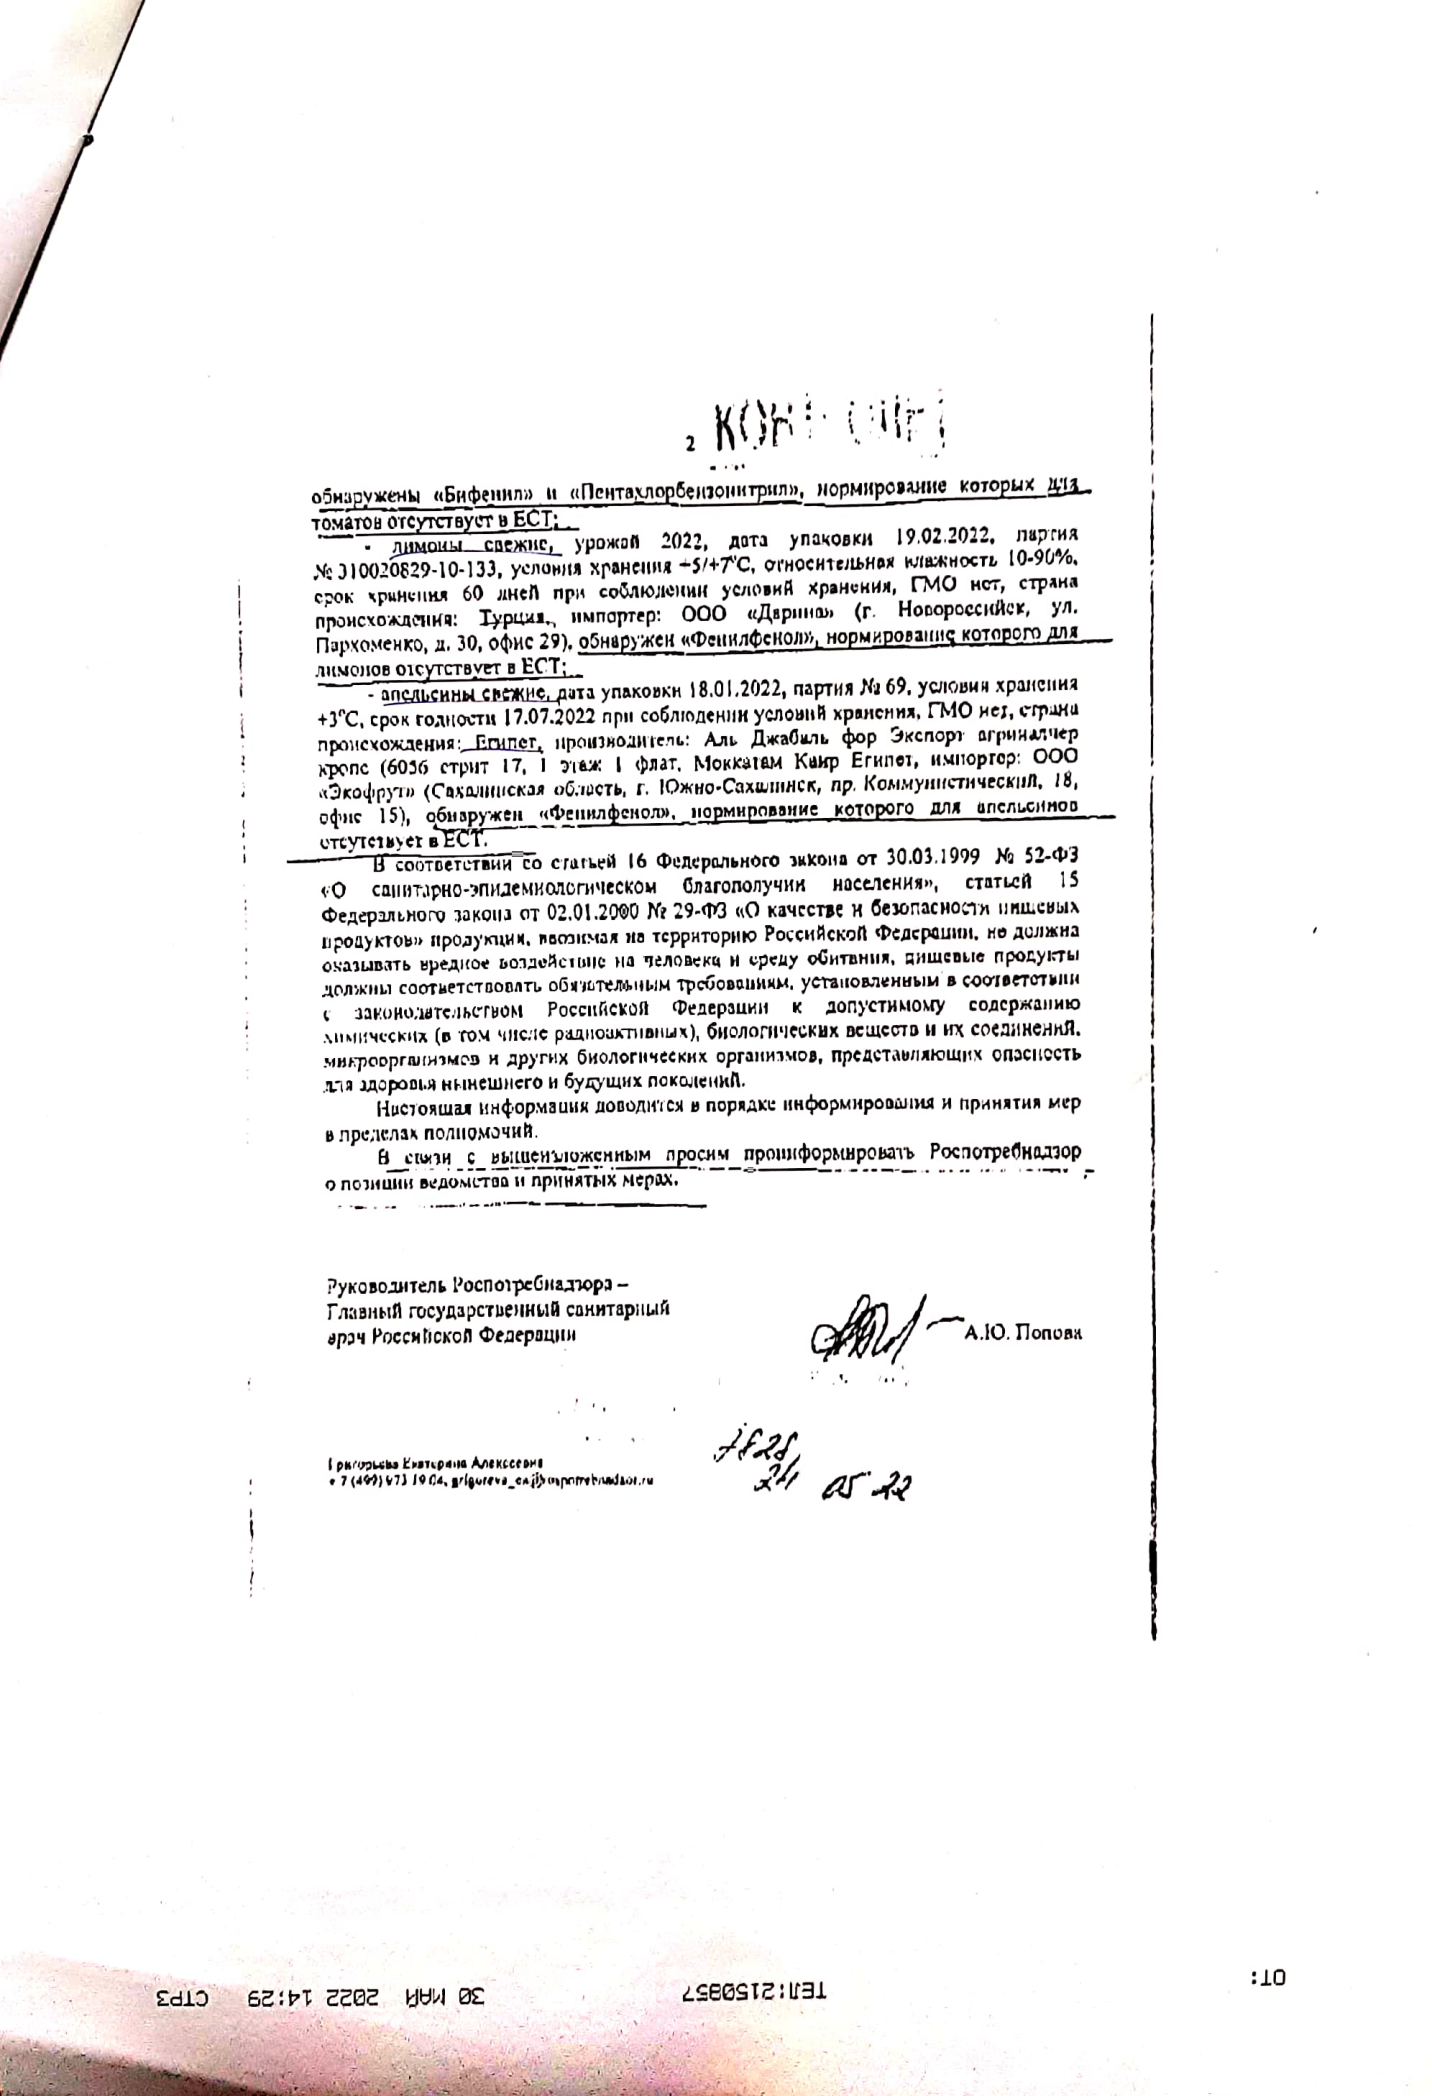 2
обнаружены «Бифенил» и «Пентахлорбензонитрил», нормирование которых для
томатов отсутствует в ЕСТ;
- лимоны свежие, урожай 2022, дата упаковки 19.02.2022, партия
№ 310020829-10-133, условия хранения +5/+7°С, относительная влажность 10-90%,
срок хранения 60 дней при соблюдении условий хранения, ГМО нет, страна
происхождения: Турция, импортер: ООО «Дарина» (г. Новороссийск, ул.
Пархоменко, д. 30, офис 29), обнаружен «Фенилфенол», нормирование которого для
лимонов отсутствует в ЕСТ;
- апельсины свежие, дата упаковки 18.01.2022, партия № 69, условия хранения
+3°С, срок годности 17.07.2022 при соблюдении условий хранения, ГМО нет, страна
происхождения: Египет, производитель: Аль Джабаль фор Экспорт агриналчер
кропс (6056 стрит 17, 1 этаж 1 флат, Моккатам Каир Египет, импортер: ООО
«Экофрут» (Сахалинская область, г. Южно-Сахалинск, пр. Коммунистический, 18,
офис 15), обнаружен «Фенилфенол», нормирование которого для апельсинов
отсутствует в ЕСТ.
В соответствии со статьей 16 Федерального закона от 30.03.1999 № 52-ФЗ
«О санитарно-эпидемиологическом благополучии населения», статьей 15
Федерального закона от 02.01.2000 № 29-ФЗ «О качестве и безопасности пищевых
продуктов» продукция, ввозимая на территорию Российской Федерации, не должна
оказывать вредное воздействие на человека и среду обитания, пищевые продукты
должны соответствовать обязательным требованиям, установленным в соответствии
с законодательством Российской Федерации к допустимому содержанию
химических (в том числе радиоактивных), биологических веществ и их соединений,
микроорганизмов и других биологических организмов, представляющих опасность
для здоровья нынешнего и будущих поколений.
Настоящая информация доводится в порядке информирования и принятия мер
в пределах полномочий.
В связи с вышеизложенным просим проинформировать Роспотребнадзор
о позиции ведомства и принятых мерах.
Руководитель Роспотребнадзора –
Главный государственный санитарный
врач Российской Федерации
А.Ю. Попова
Григорьева Екатерина Алексеевна
+ 7 (499) 973 19 04,
7828
24 05 22
ОТ:
ТЕЛ:2150857
30 МАЙ 2022 14:29 СТР3